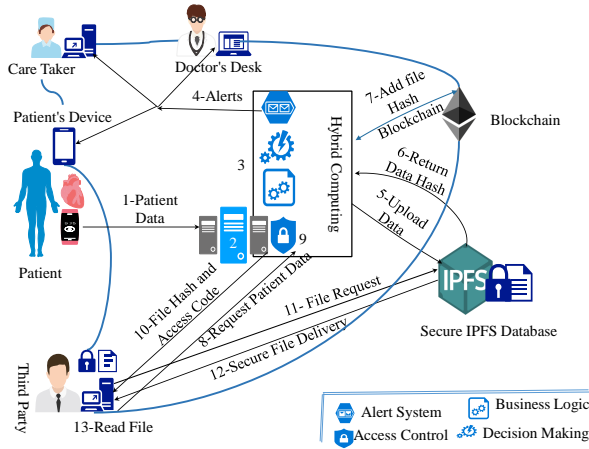 Care Taker
Doctor's Desk
Patient's Device
4-Alerts
7-Add file
Hash
Blockchain
Blockchain
3
Hybrid Computing
6-Return
Data Hash
1-Patient
Data
5-Upload
Data
2
9
Patient
IPFS
10-File Hash and
Access Code
8-Request Patient Data
11- File Request
12-Secure File Delivery
Secure IPFS Database
Third Party
13-Read File
Alert System
Business Logic
Access Control
Decision Making